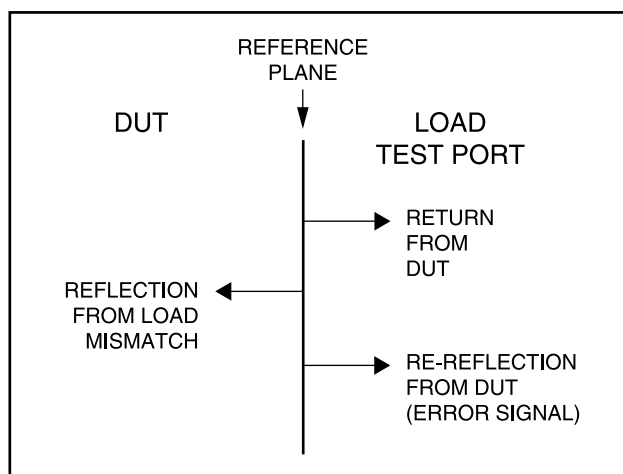 REFERENCE
PLANE
DUT
LOAD
TEST PORT
RETURN
FROM
DUT
REFLECTION
FROM LOAD
MISMATCH
RE-REFLECTION
FROM DUT
(ERROR SIGNAL)